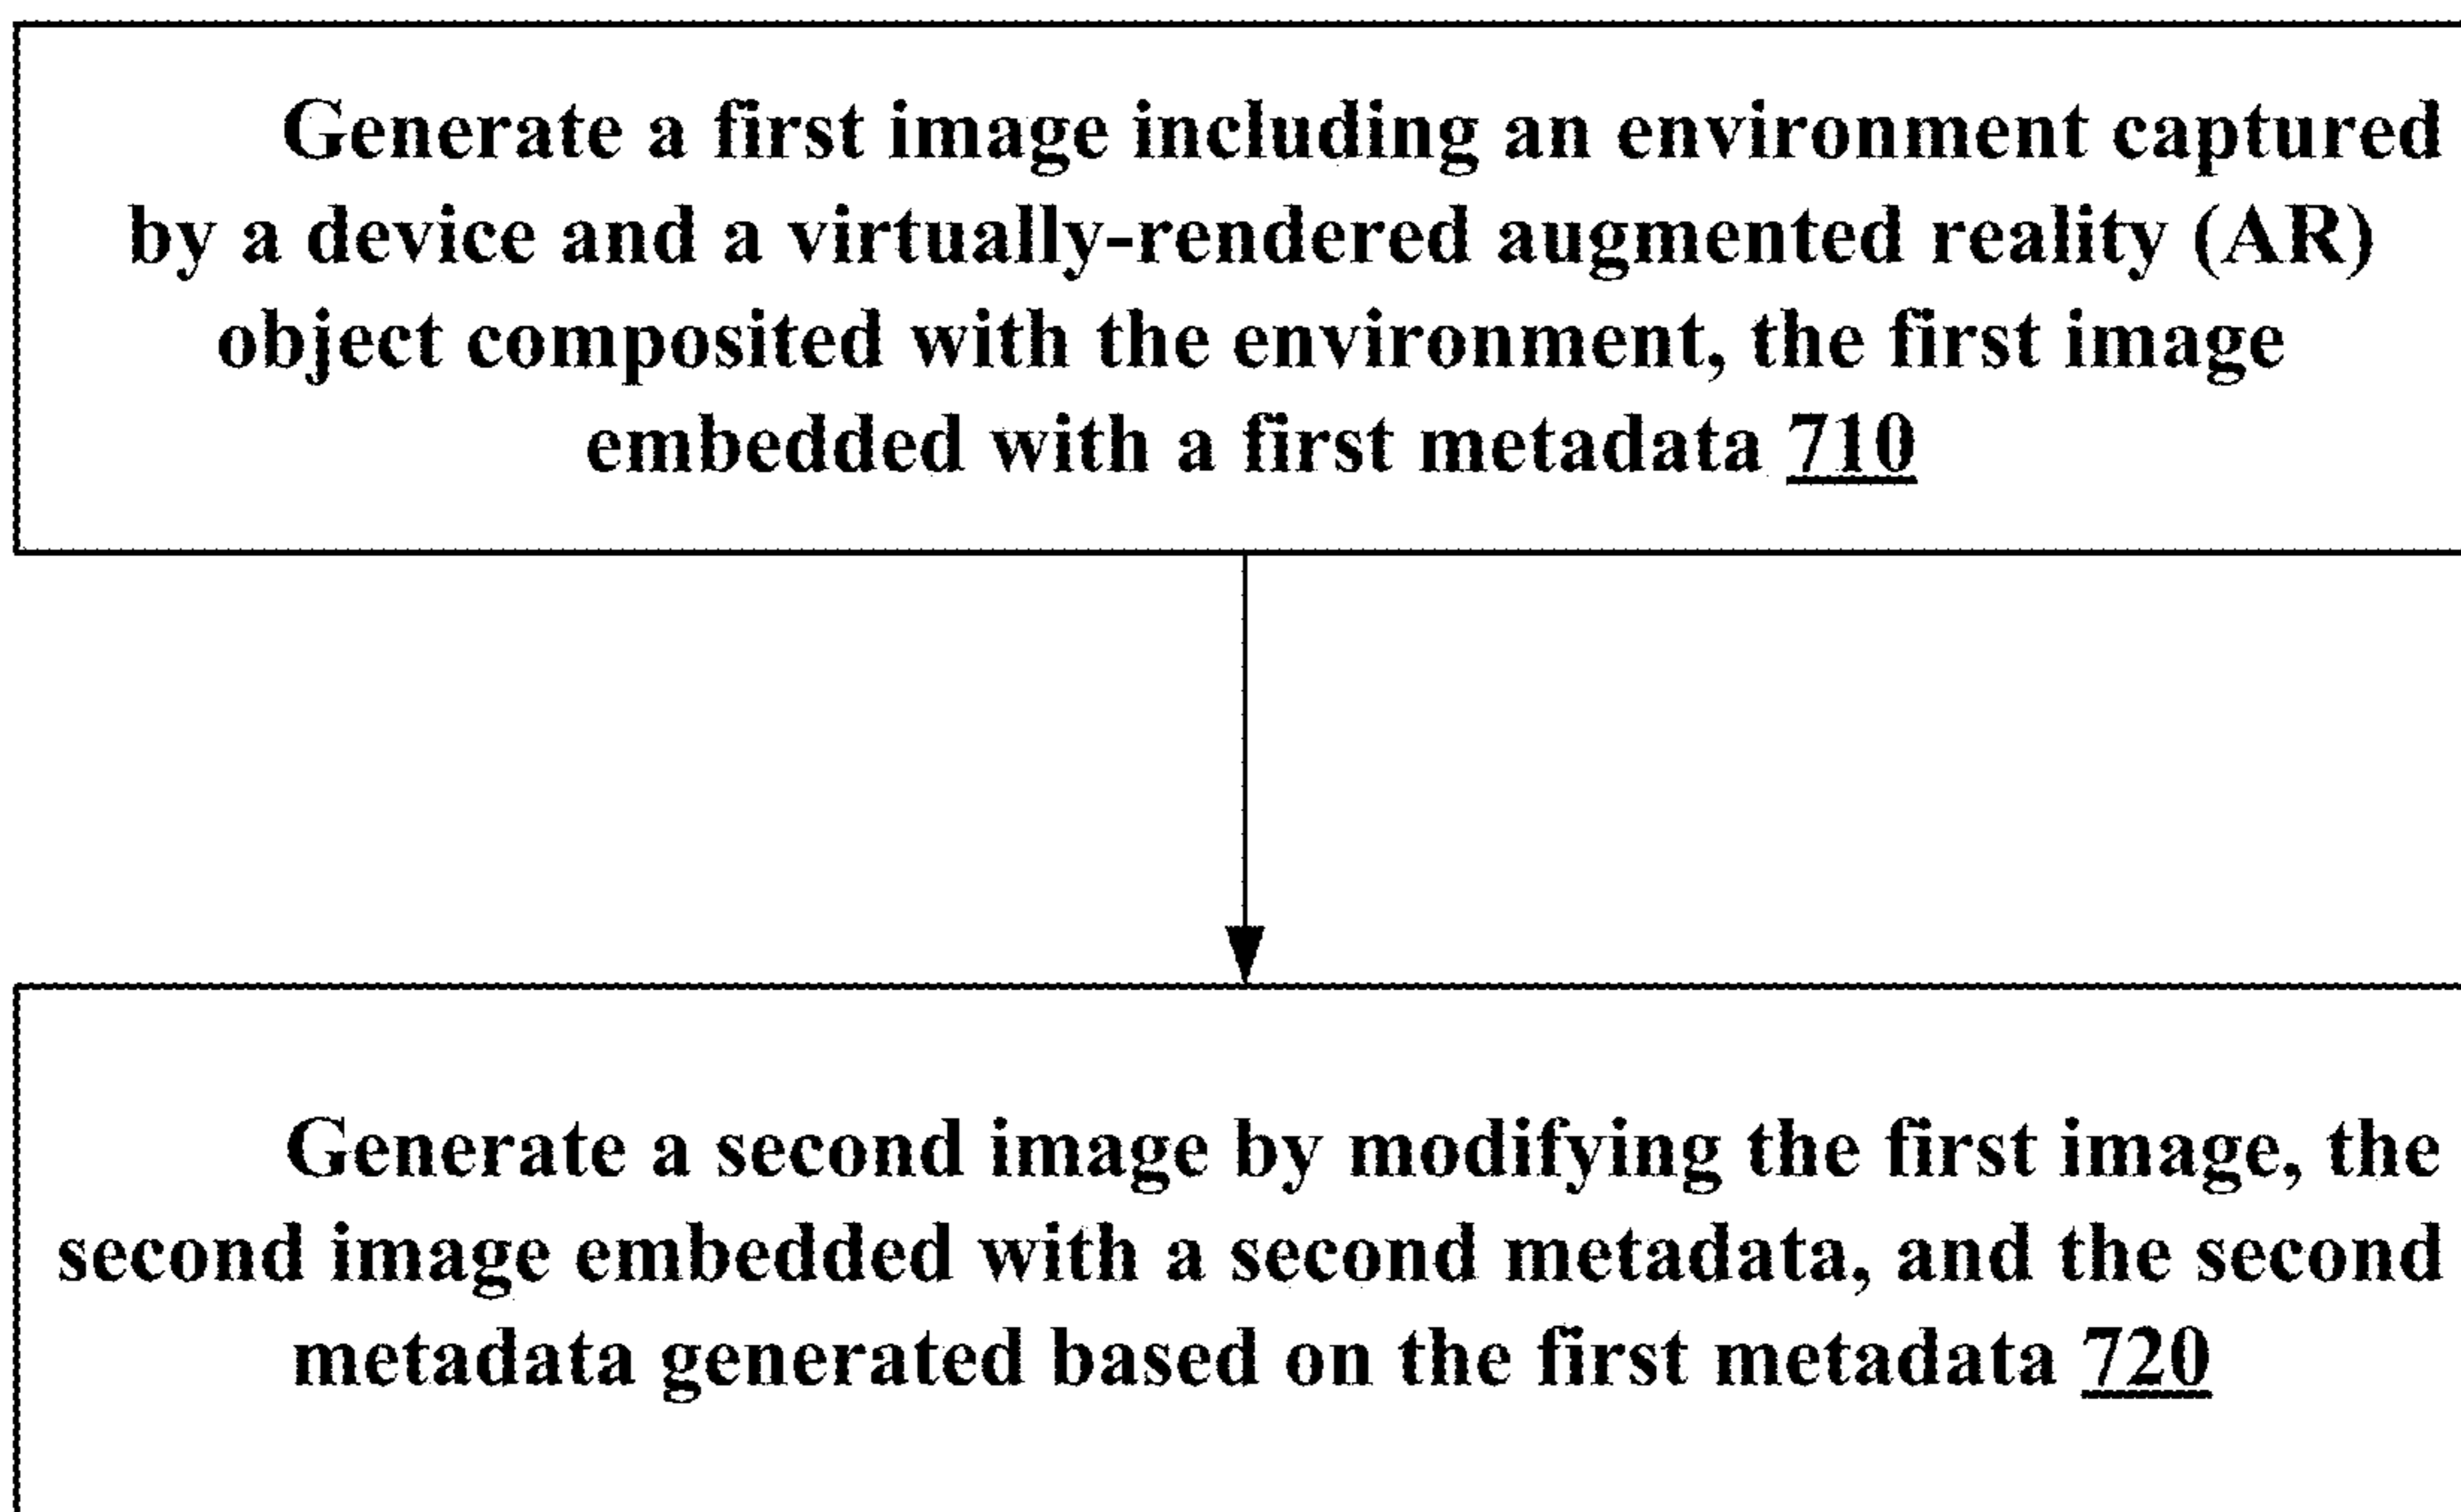 Generate a first image including an environment captured
by a device and a virtually-rendered augmented reality (AR)
object composited with the environment, the first image
embedded with a first metadata 710
Generate a second image by modifying the first image, the
second image embedded with a second metadata, and the second
metadata generated based on the first metadata 720